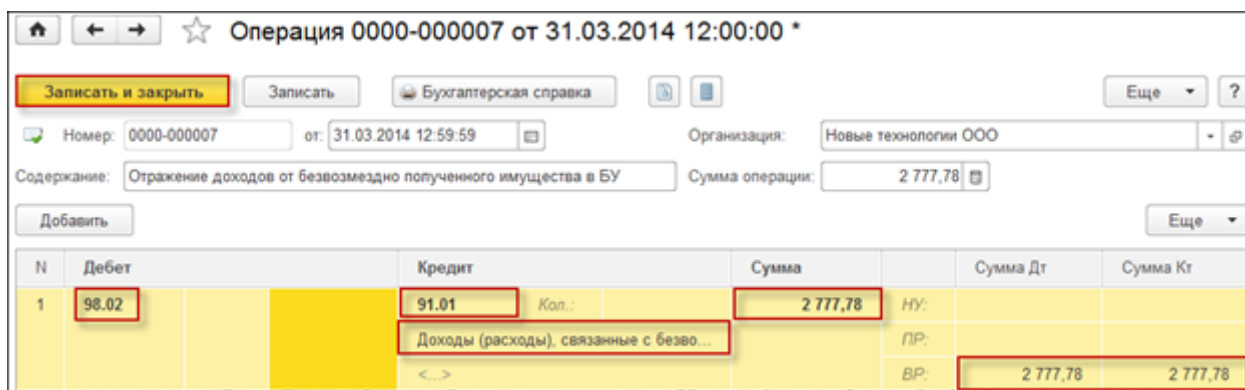 Операция 0000-000007 от 31.03.2014 12:00:00 *
Записать и закрыть Записать Бухгалтерская справка Еще ?
Номер: 0000-000007 от: 31.03.2014 12:59:59 Организация: Новые технологии ООО
Содержание: Отражение доходов от безвозмездно полученного имущества в БУ Сумма операции: 2 777,78
Добавить Еще
N Дебет Кредит Сумма Сумма Дт Сумма Кт
1 98.02 91.01 Кол.: 2 777,78 НУ:
Доходы (расходы), связанные с безво... ПР:
<...> ВР: 2 777,78 2 777,78